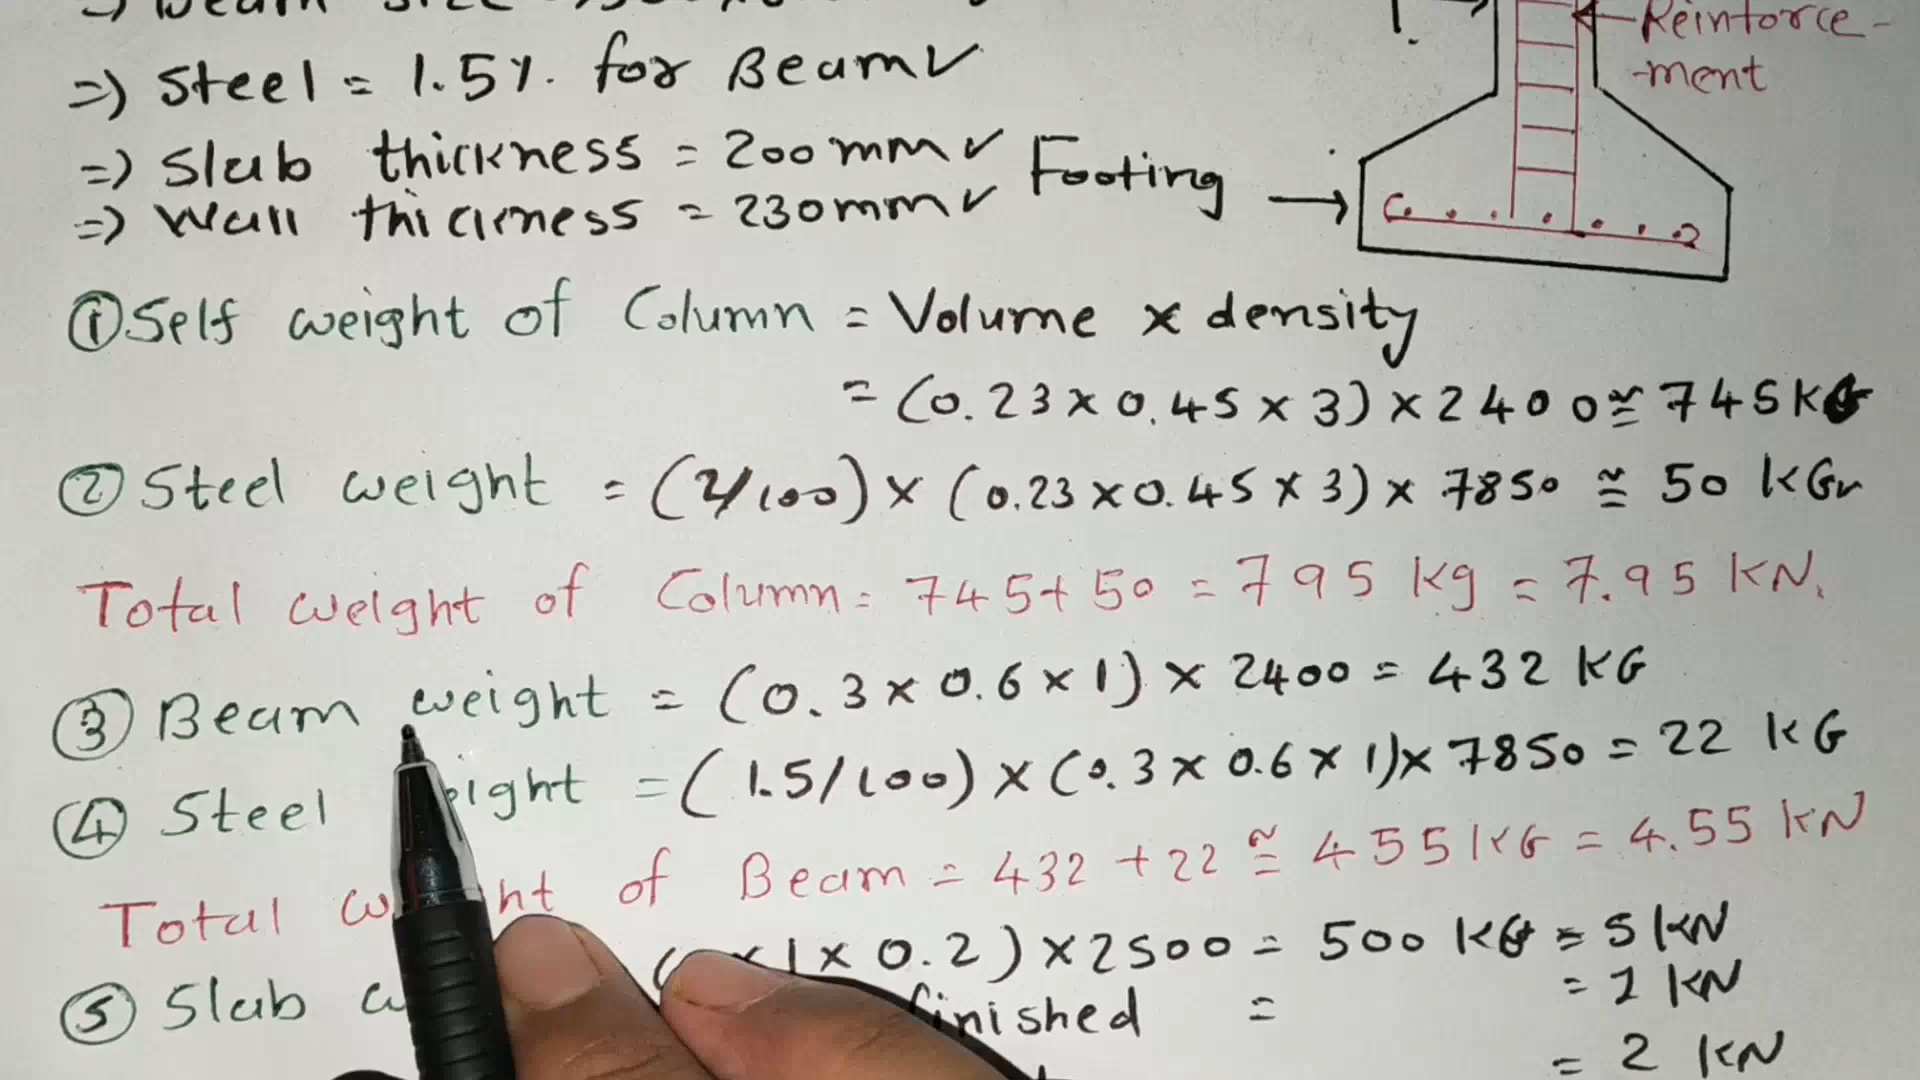 =) Steel = 1.5%. for Beam✓
=) Slab thickness = 200mm✓
=) Wall thickness = 230mm✓
Reinforce-
-ment
Footing →
① Self weight of Column = Volume × density
= (0.23 × 0.45 × 3) × 2400 ≅ 745 KG
② Steel weight = (2/100) × (0.23 × 0.45 × 3) × 7850 ≅ 50 KG
Total weight of Column = 745 + 50 = 795 kg = 7.95 KN.
③ Beam weight = (0.3 × 0.6 × 1) × 2400 = 432 KG
④ Steel = (1.5/100) × (0.3 × 0.6 × 1) × 7850 = 22 KG
Total of Beam = 432 + 22 ≅ 455 KG = 4.55 KN
⑤ Slab × 1 × 0.2) × 2500 = 500 KG = 5 KN
finished = = 1 KN
= 2 KN